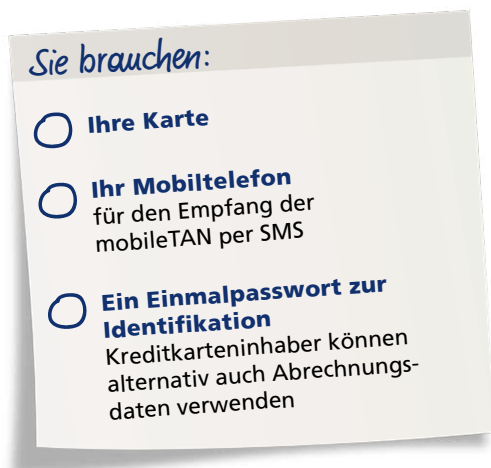 Sie brauchen:
Ihre Karte
Ihr Mobiltelefon
für den Empfang der
mobileTAN per SMS
Ein Einmalpasswort zur
Identifikation
Kreditkarteninhaber können
alternativ auch Abrechnungs-
daten verwenden